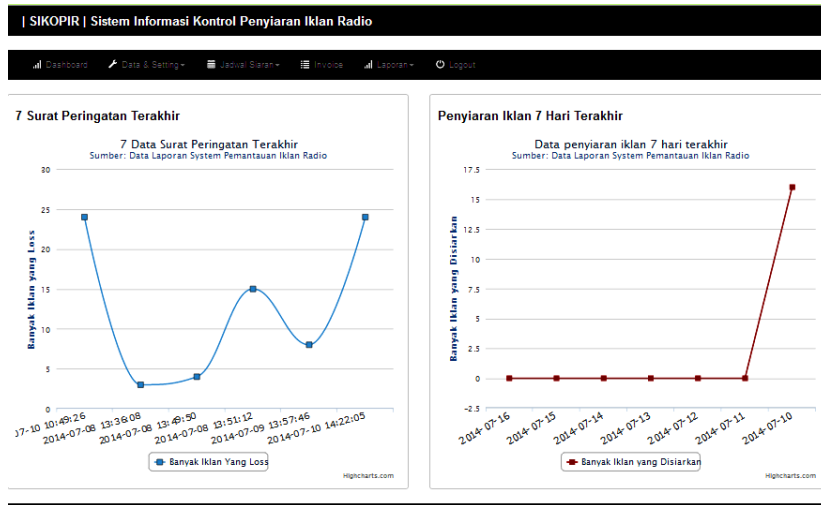 | SIKOPIR | Sistem Informasi Kontrol Penyiaran Iklan Radio
Dashboard Data & Setting Jadwal Siaran Invoice Laporan Logout
7 Surat Peringatan Terakhir
7 Data Surat Peringatan Terakhir
Sumber: Data Laporan System Pemantauan Iklan Radio
Banyak Iklan yang Loss
30
25
20
15
10
5
0
07-10 10:49:26
2014-07-08 13:36:08
2014-07-08 13:49:50
2014-07-08 13:51:12
2014-07-09 13:57:46
2014-07-10 14:22:05
Banyak Iklan Yang Loss
Highcharts.com
Penyiaran Iklan 7 Hari Terakhir
Data penyiaran iklan 7 hari terakhir
Sumber: Data Laporan System Pemantauan Iklan Radio
Banyak Iklan yang Disiarkan
17.5
15
12.5
10
7.5
5
2.5
0
-2.5
2014-07-16
2014-07-15
2014-07-14
2014-07-13
2014-07-12
2014-07-11
2014-07-10
Banyak Iklan yang Disiarkan
Highcharts.com